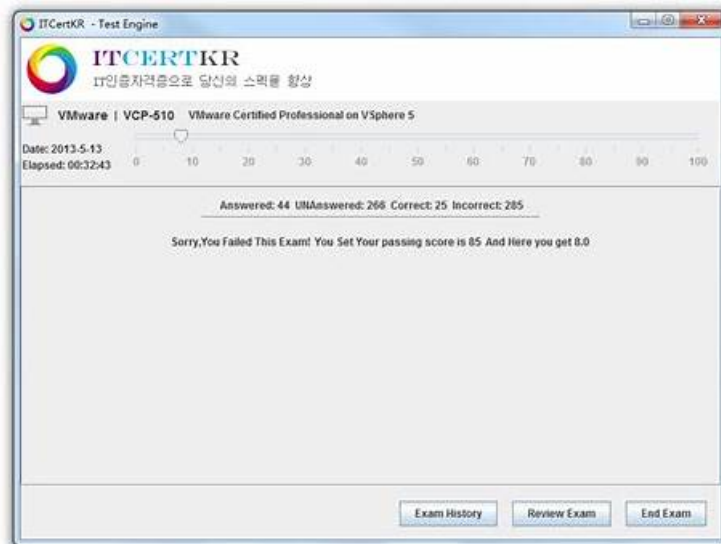 ITCertKR - Test Engine
ITCERTKR
IT인증자격증으로 당신의 스펙을 향상
VMware | VCP-510 VMware Certified Professional on VSphere 5
Date: 2013-5-13
Elapsed: 00:32:43
0 10 20 30 40 50 60 70 80 90 100
Answered: 44 UNAnswered: 266 Correct: 25 Incorrect: 285
Sorry,You Failed This Exam! You Set Your passing score is 85 And Here you get 8.0
Exam History Review Exam End Exam